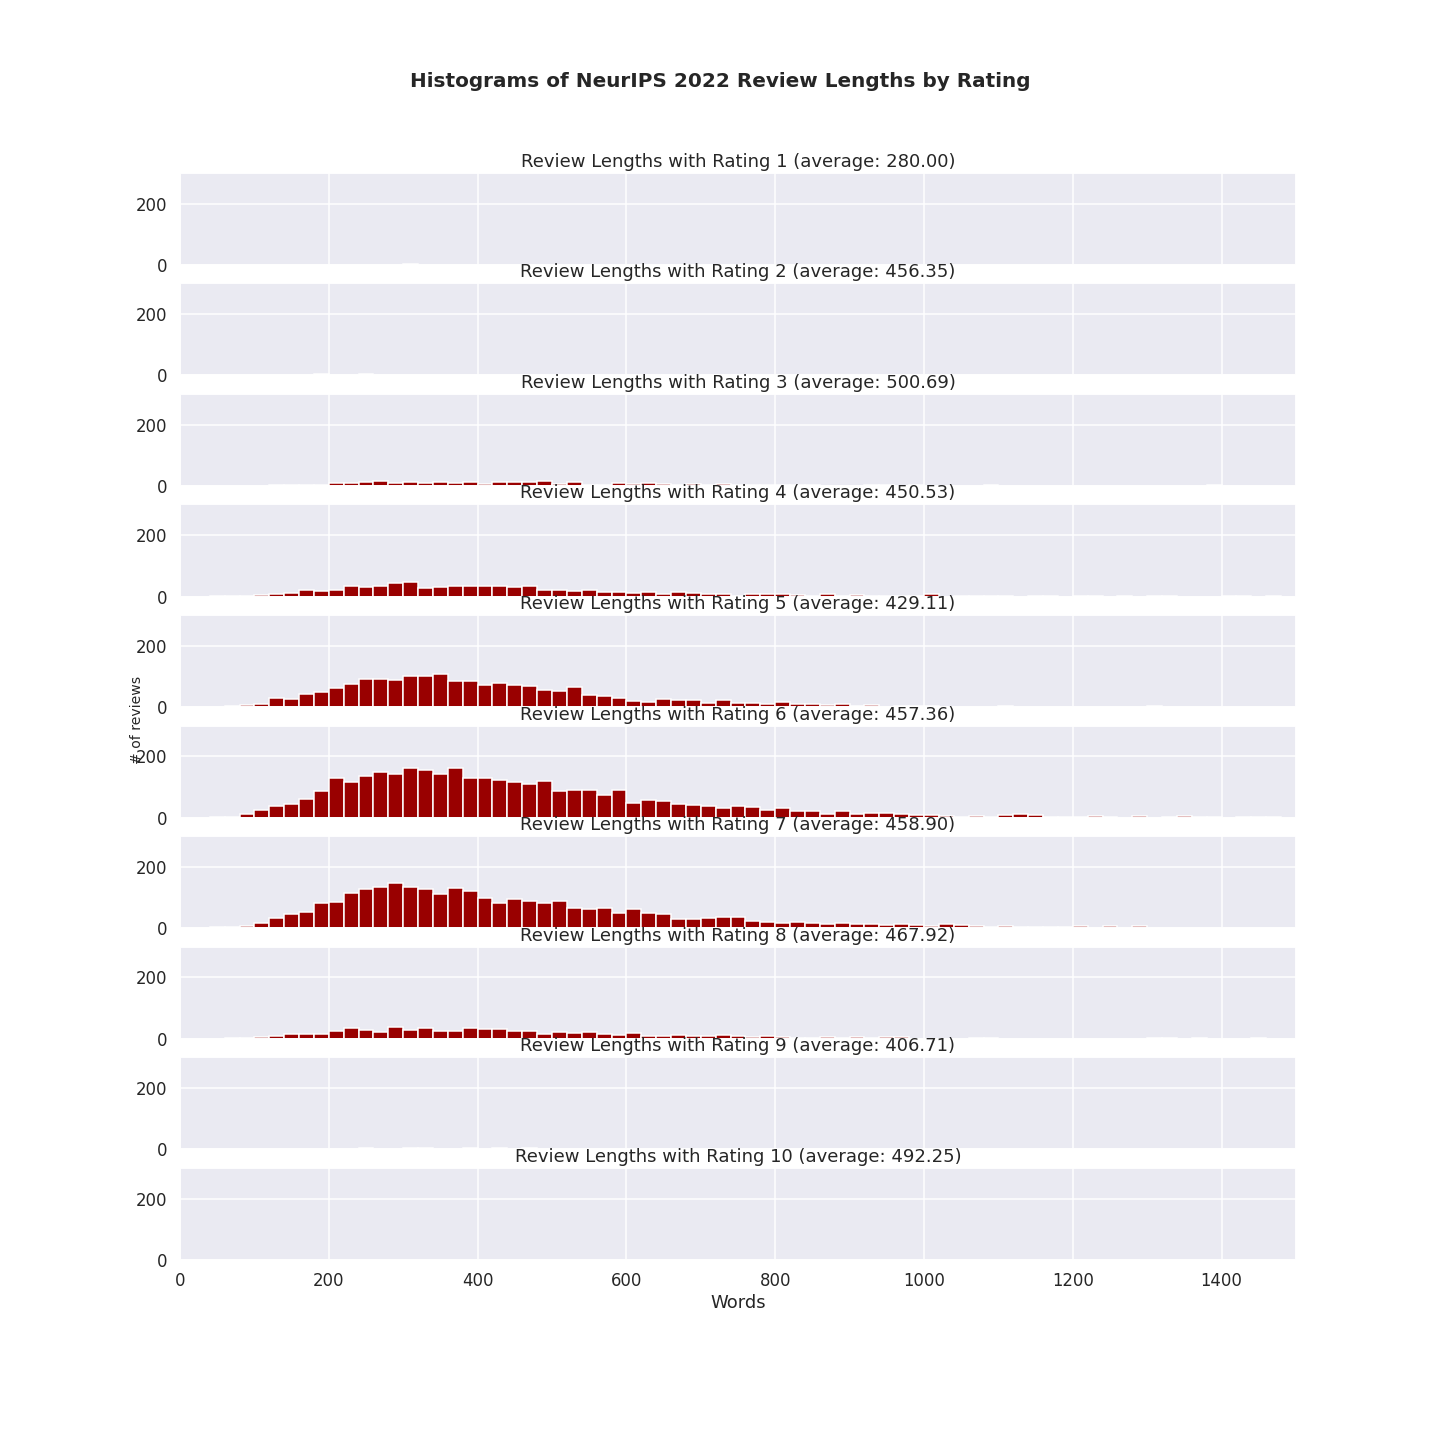 Histograms of NeurIPS 2022 Review Lengths by Rating
Review Lengths with Rating 1 (average: 280.00)
200
0
Review Lengths with Rating 2 (average: 456.35)
200
0
Review Lengths with Rating 3 (average: 500.69)
200
0
Review Lengths with Rating 4 (average: 450.53)
200
0
Review Lengths with Rating 5 (average: 429.11)
200
0
# of reviews
Review Lengths with Rating 6 (average: 457.36)
200
0
Review Lengths with Rating 7 (average: 458.90)
200
0
Review Lengths with Rating 8 (average: 467.92)
200
0
Review Lengths with Rating 9 (average: 406.71)
200
0
Review Lengths with Rating 10 (average: 492.25)
200
0
0 200 400 600 800 1000 1200 1400
Words